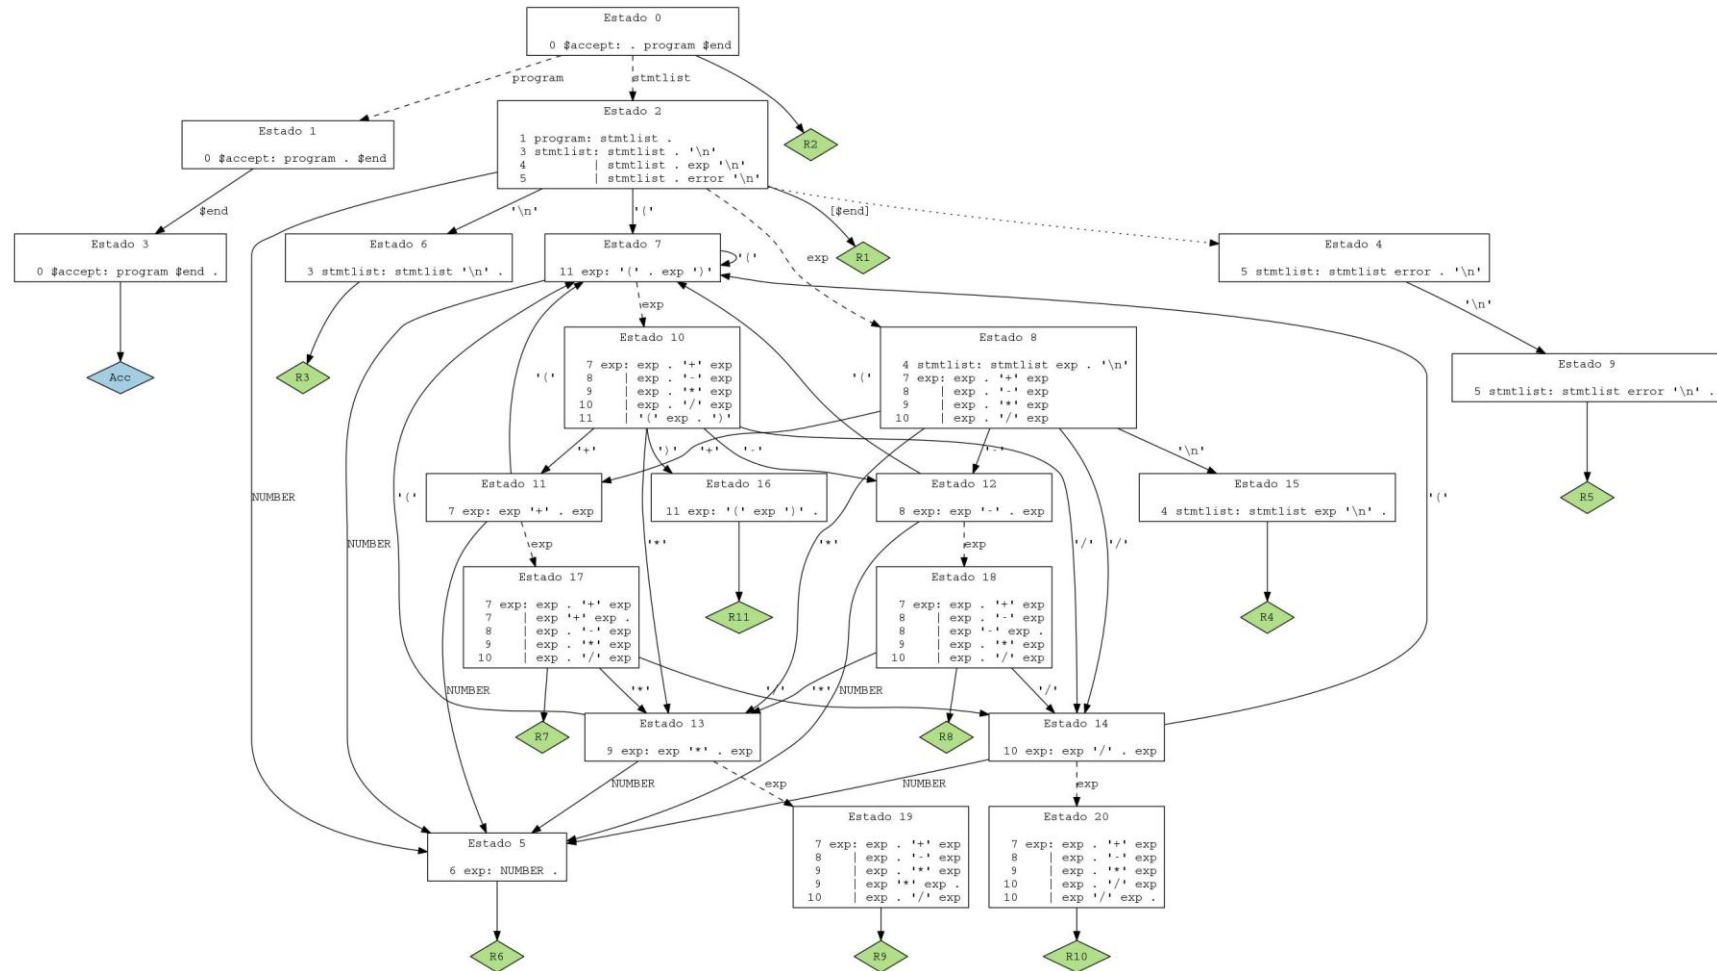 Estado 0
0 $accept: . program $end
program
stmtlist
Estado 1
0 $accept: program . $end
Estado 2
1 program: stmtlist .
3 stmtlist: stmtlist . '\n'
4 | stmtlist . exp '\n'
5 | stmtlist . error '\n'
R2
$end
'\n'
'('
[$end]
Estado 3
0 $accept: program $end .
Estado 6
3 stmtlist: stmtlist '\n' .
Estado 7
11 exp: '(' . exp ')'
'('
exp
R1
Estado 4
5 stmtlist: stmtlist error . '\n'
exp
'\n'
Acc
R3
'('
Estado 10
7 exp: exp . '+' exp
8 | exp . '-' exp
9 | exp . '*' exp
10 | exp . '/' exp
11 | '(' exp . ')'
'('
Estado 8
4 stmtlist: stmtlist exp . '\n'
7 exp: exp . '+' exp
8 | exp . '-' exp
9 | exp . '*' exp
10 | exp . '/' exp
Estado 9
5 stmtlist: stmtlist error '\n' .
'+'
')'
'+'
'-'
'-'
'\n'
NUMBER
'('
Estado 11
7 exp: exp '+' . exp
Estado 16
11 exp: '(' exp ')' .
Estado 12
8 exp: exp '-' . exp
Estado 15
4 stmtlist: stmtlist exp '\n' .
'('
R5
NUMBER
exp
'*'
'*'
exp
'/'
'/'
Estado 17
7 exp: exp . '+' exp
7 | exp '+' exp .
8 | exp . '-' exp
9 | exp . '*' exp
10 | exp . '/' exp
R11
Estado 18
7 exp: exp . '+' exp
8 | exp . '-' exp
8 | exp '-' exp .
9 | exp . '*' exp
10 | exp . '/' exp
R4
NUMBER
'*'
'/'
'*'
NUMBER
'/'
R7
Estado 13
9 exp: exp '*' . exp
R8
Estado 14
10 exp: exp '/' . exp
NUMBER
exp
NUMBER
exp
Estado 5
6 exp: NUMBER .
Estado 19
7 exp: exp . '+' exp
8 | exp . '-' exp
9 | exp . '*' exp
9 | exp '*' exp .
10 | exp . '/' exp
Estado 20
7 exp: exp . '+' exp
8 | exp . '-' exp
9 | exp . '*' exp
10 | exp . '/' exp
10 | exp '/' exp .
R6
R9
R10